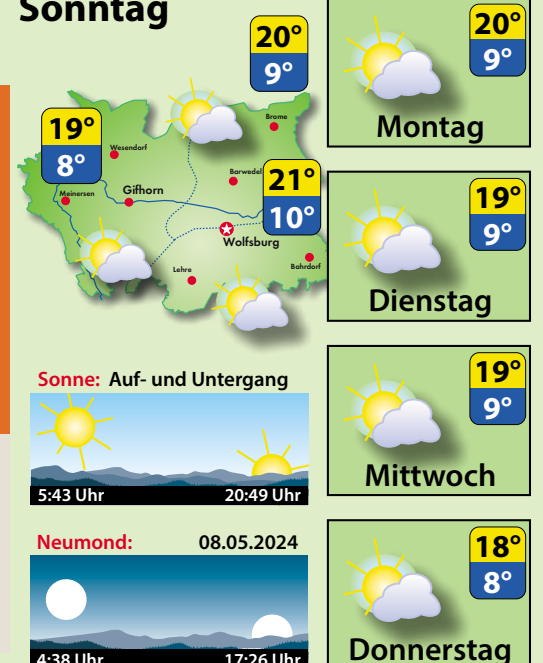 Sonntag
20°
9°
19°
8°
21°
10°
Brome
Wesendorf
Barwedel
Meinersen
Gifhorn
Wolfsburg
Lehre
Bahrdorf
Sonne: Auf- und Untergang
5:43 Uhr 20:49 Uhr
Neumond: 08.05.2024
4:38 Uhr 17:26 Uhr
20°
9°
Montag
19°
9°
Dienstag
19°
9°
Mittwoch
18°
8°
Donnerstag